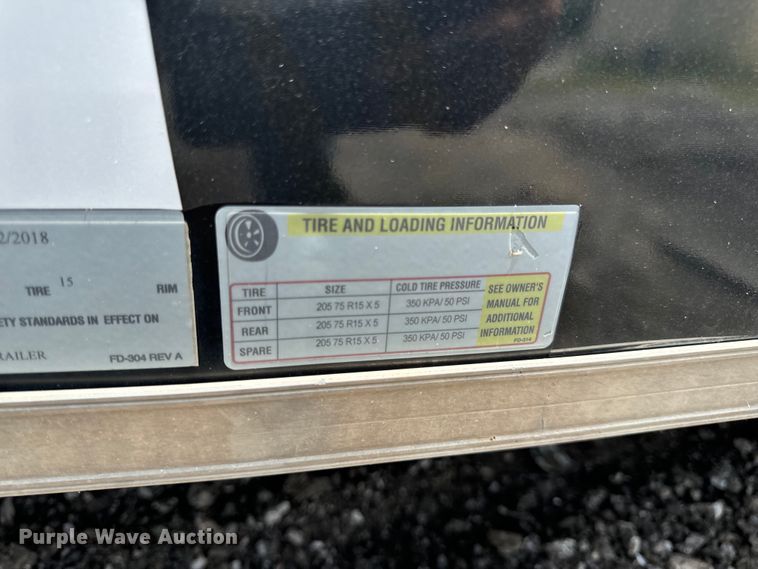 2/2018
TIRE 15 RIM
ETY STANDARDS IN EFFECT ON
RAILER
FD-304 REV A
TIRE AND LOADING INFORMATION
TIRE SIZE COLD TIRE PRESSURE
FRONT 205 75 R15 X 5 350 KPA/ 50 PSI
REAR 205 75 R15 X 5 350 KPA/ 50 PSI
SPARE 205 75 R15 X 5 350 KPA/ 50 PSI
SEE OWNER'S
MANUAL FOR
ADDITIONAL
INFORMATION
FD-314
Purple Wave Auction